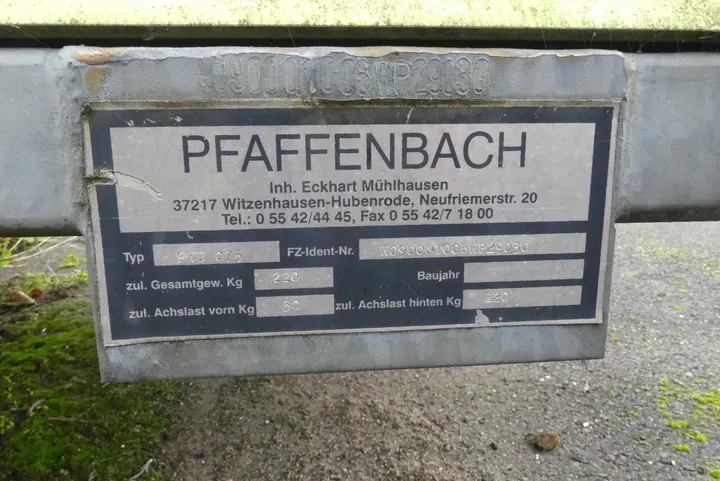 PFAFFENBACH
Inh. Eckhart Mühlhausen
37217 Witzenhausen-Hubenrode, Neufriemerstr. 20
Tel.: 0 55 42/44 45, Fax 0 55 42/7 18 00
Typ FZ-Ident-Nr.
zul. Gesamtgew. Kg 220 Baujahr
zul. Achslast vorn Kg 50 zul. Achslast hinten Kg 220